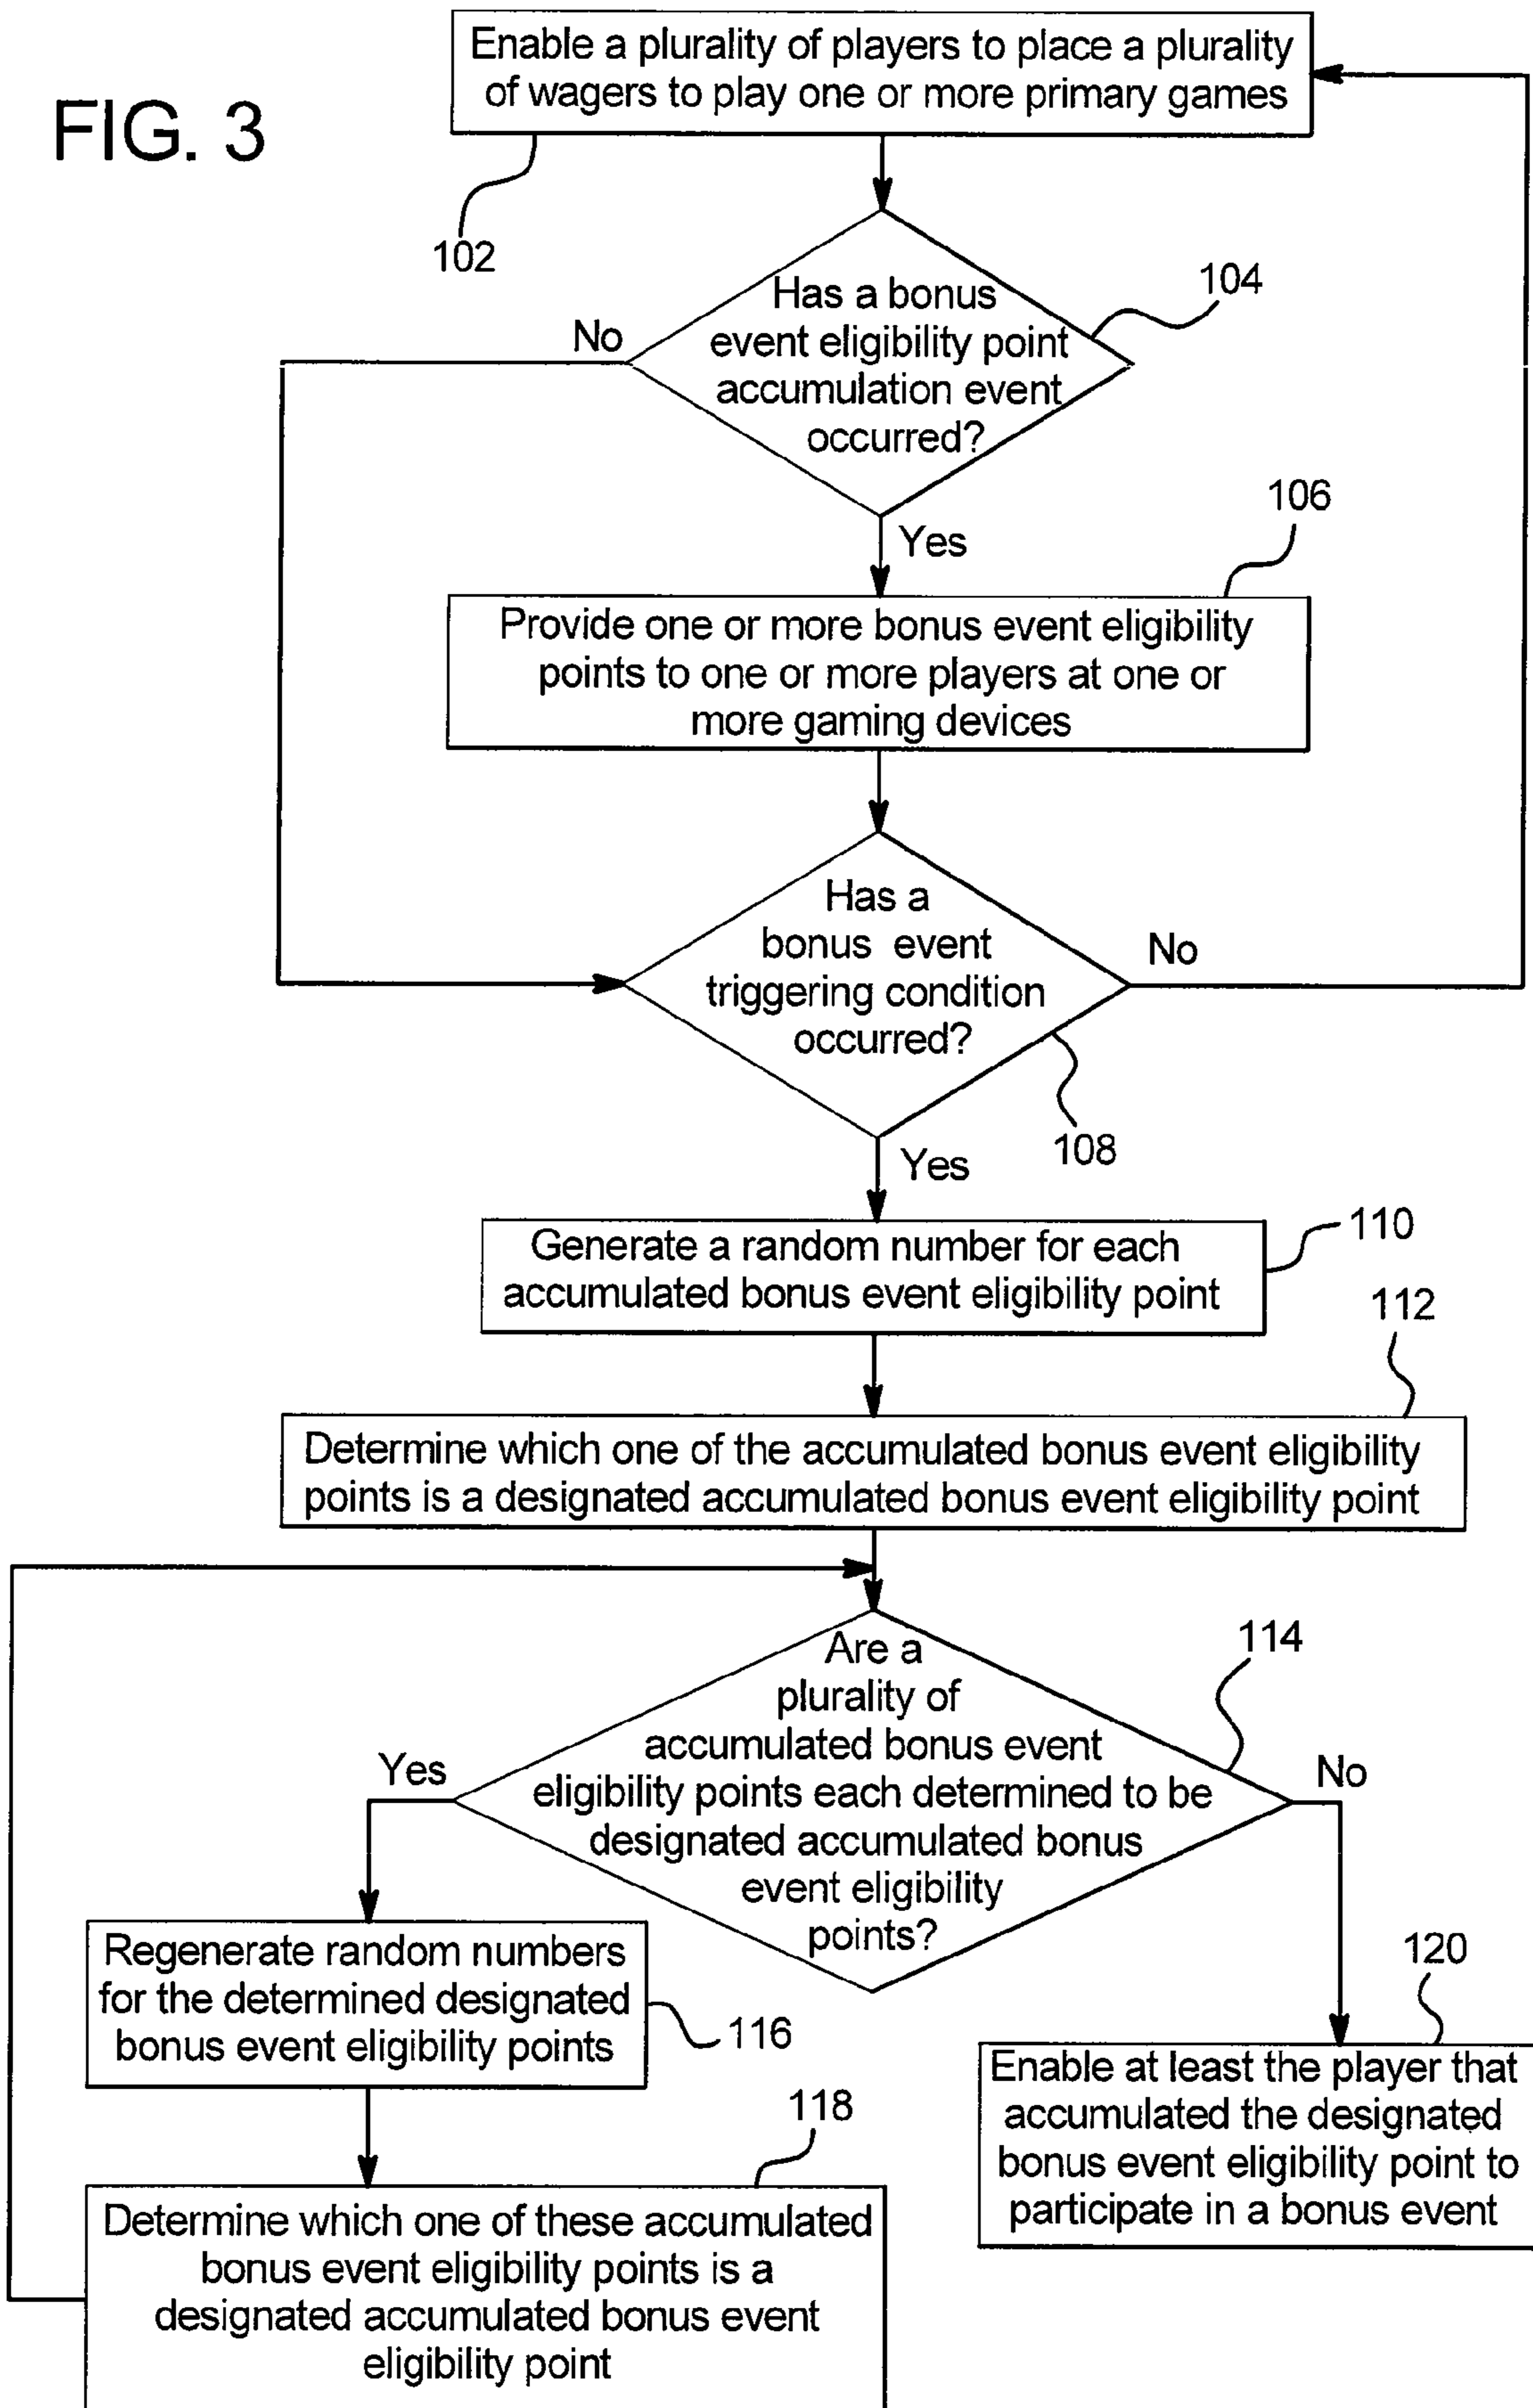 FIG. 3
Enable a plurality of players to place a plurality
of wagers to play one or more primary games
102
Has a bonus
event eligibility point
accumulation event
occurred?
104
No
Yes
106
Provide one or more bonus event eligibility
points to one or more players at one or
more gaming devices
Has a
bonus event
triggering condition
occurred?
No
108
Yes
Generate a random number for each
accumulated bonus event eligibility point
110
112
Determine which one of the accumulated bonus event eligibility
points is a designated accumulated bonus event eligibility point
Are a
plurality of
accumulated bonus event
eligibility points each determined to be
designated accumulated bonus
event eligibility
points?
114
Yes
No
Regenerate random numbers
for the determined designated
bonus event eligibility points
116
120
Enable at least the player that
accumulated the designated
bonus event eligibility point to
participate in a bonus event
118
Determine which one of these accumulated
bonus event eligibility points is a
designated accumulated bonus event
eligibility point